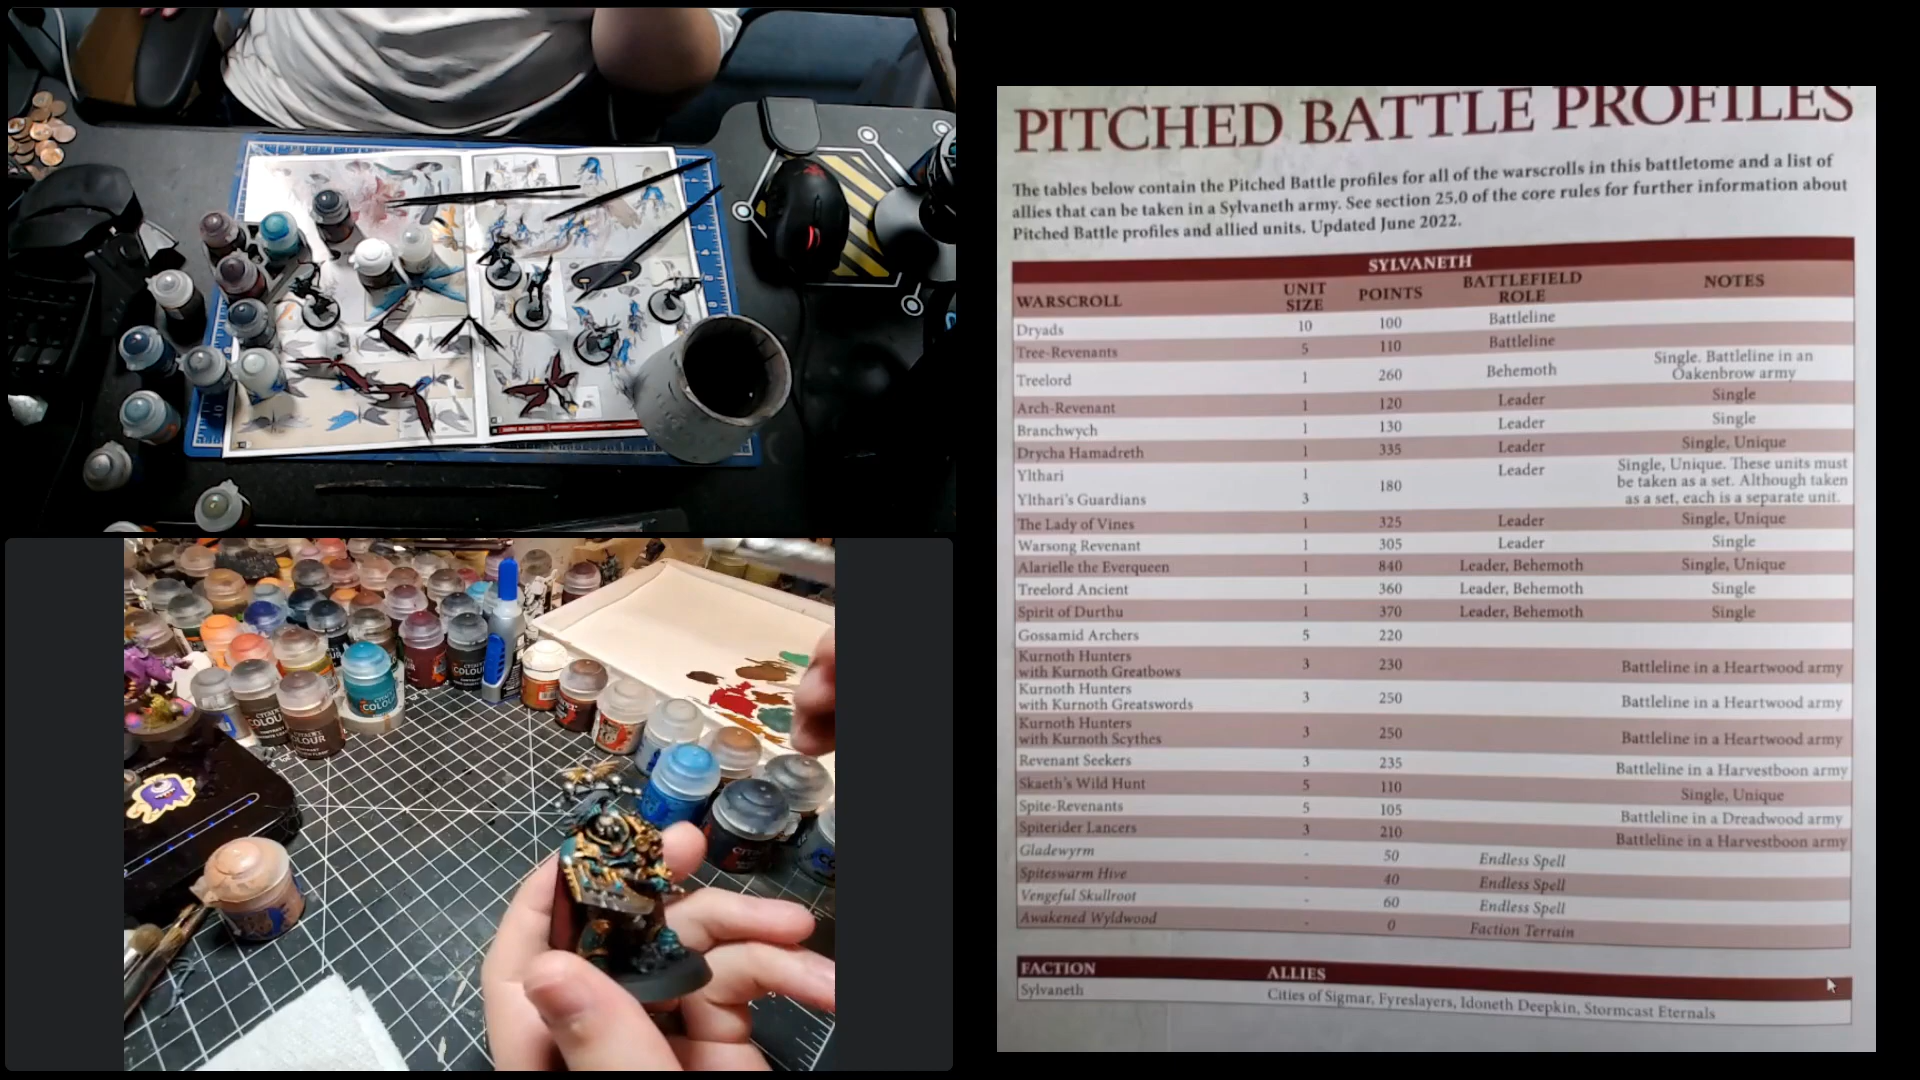 PITCHED BATTLE PROFILES
The tables below contain the Pitched Battle profiles for all of the warscrolls in this battletome and a list of
allies that can be taken in a Sylvaneth army. See section 25.0 of the core rules for further information about
Pitched Battle profiles and allied units. Updated June 2022.
SYLVANETH
WARSCROLL UNIT SIZE POINTS BATTLEFIELD ROLE NOTES
Dryads 10 100 Battleline
Tree-Revenants 5 110 Battleline
Treelord 1 260 Behemoth Single. Battleline in an Oakenbrow army
Arch-Revenant 1 120 Leader Single
Branchwych 1 130 Leader Single
Drycha Hamadreth 1 335 Leader Single, Unique
Ylthari 1 180 Leader Single, Unique. These units must be taken as a set. Although taken as a set, each is a separate unit.
Ylthari's Guardians 3
The Lady of Vines 1 325 Leader Single, Unique
Warsong Revenant 1 305 Leader Single
Alarielle the Everqueen 1 840 Leader, Behemoth Single, Unique
Treelord Ancient 1 360 Leader, Behemoth Single
Spirit of Durthu 1 370 Leader, Behemoth Single
Gossamid Archers 5 220
Kurnoth Hunters with Kurnoth Greatbows 3 230 Battleline in a Heartwood army
Kurnoth Hunters with Kurnoth Greatswords 3 250 Battleline in a Heartwood army
Kurnoth Hunters with Kurnoth Scythes 3 250 Battleline in a Heartwood army
Revenant Seekers 3 235 Battleline in a Harvestboon army
Skaeth's Wild Hunt 5 110 Single, Unique
Spite-Revenants 5 105 Battleline in a Dreadwood army
Spiterider Lancers 3 210 Battleline in a Harvestboon army
Gladewyrm - 50 Endless Spell
Spiteswarm Hive - 40 Endless Spell
Vengeful Skullroot - 60 Endless Spell
Awakened Wyldwood - 0 Faction Terrain
FACTION ALLIES
Sylvaneth Cities of Sigmar, Fyreslayers, Idoneth Deepkin, Stormcast Eternals
COLOUR
COLOUR